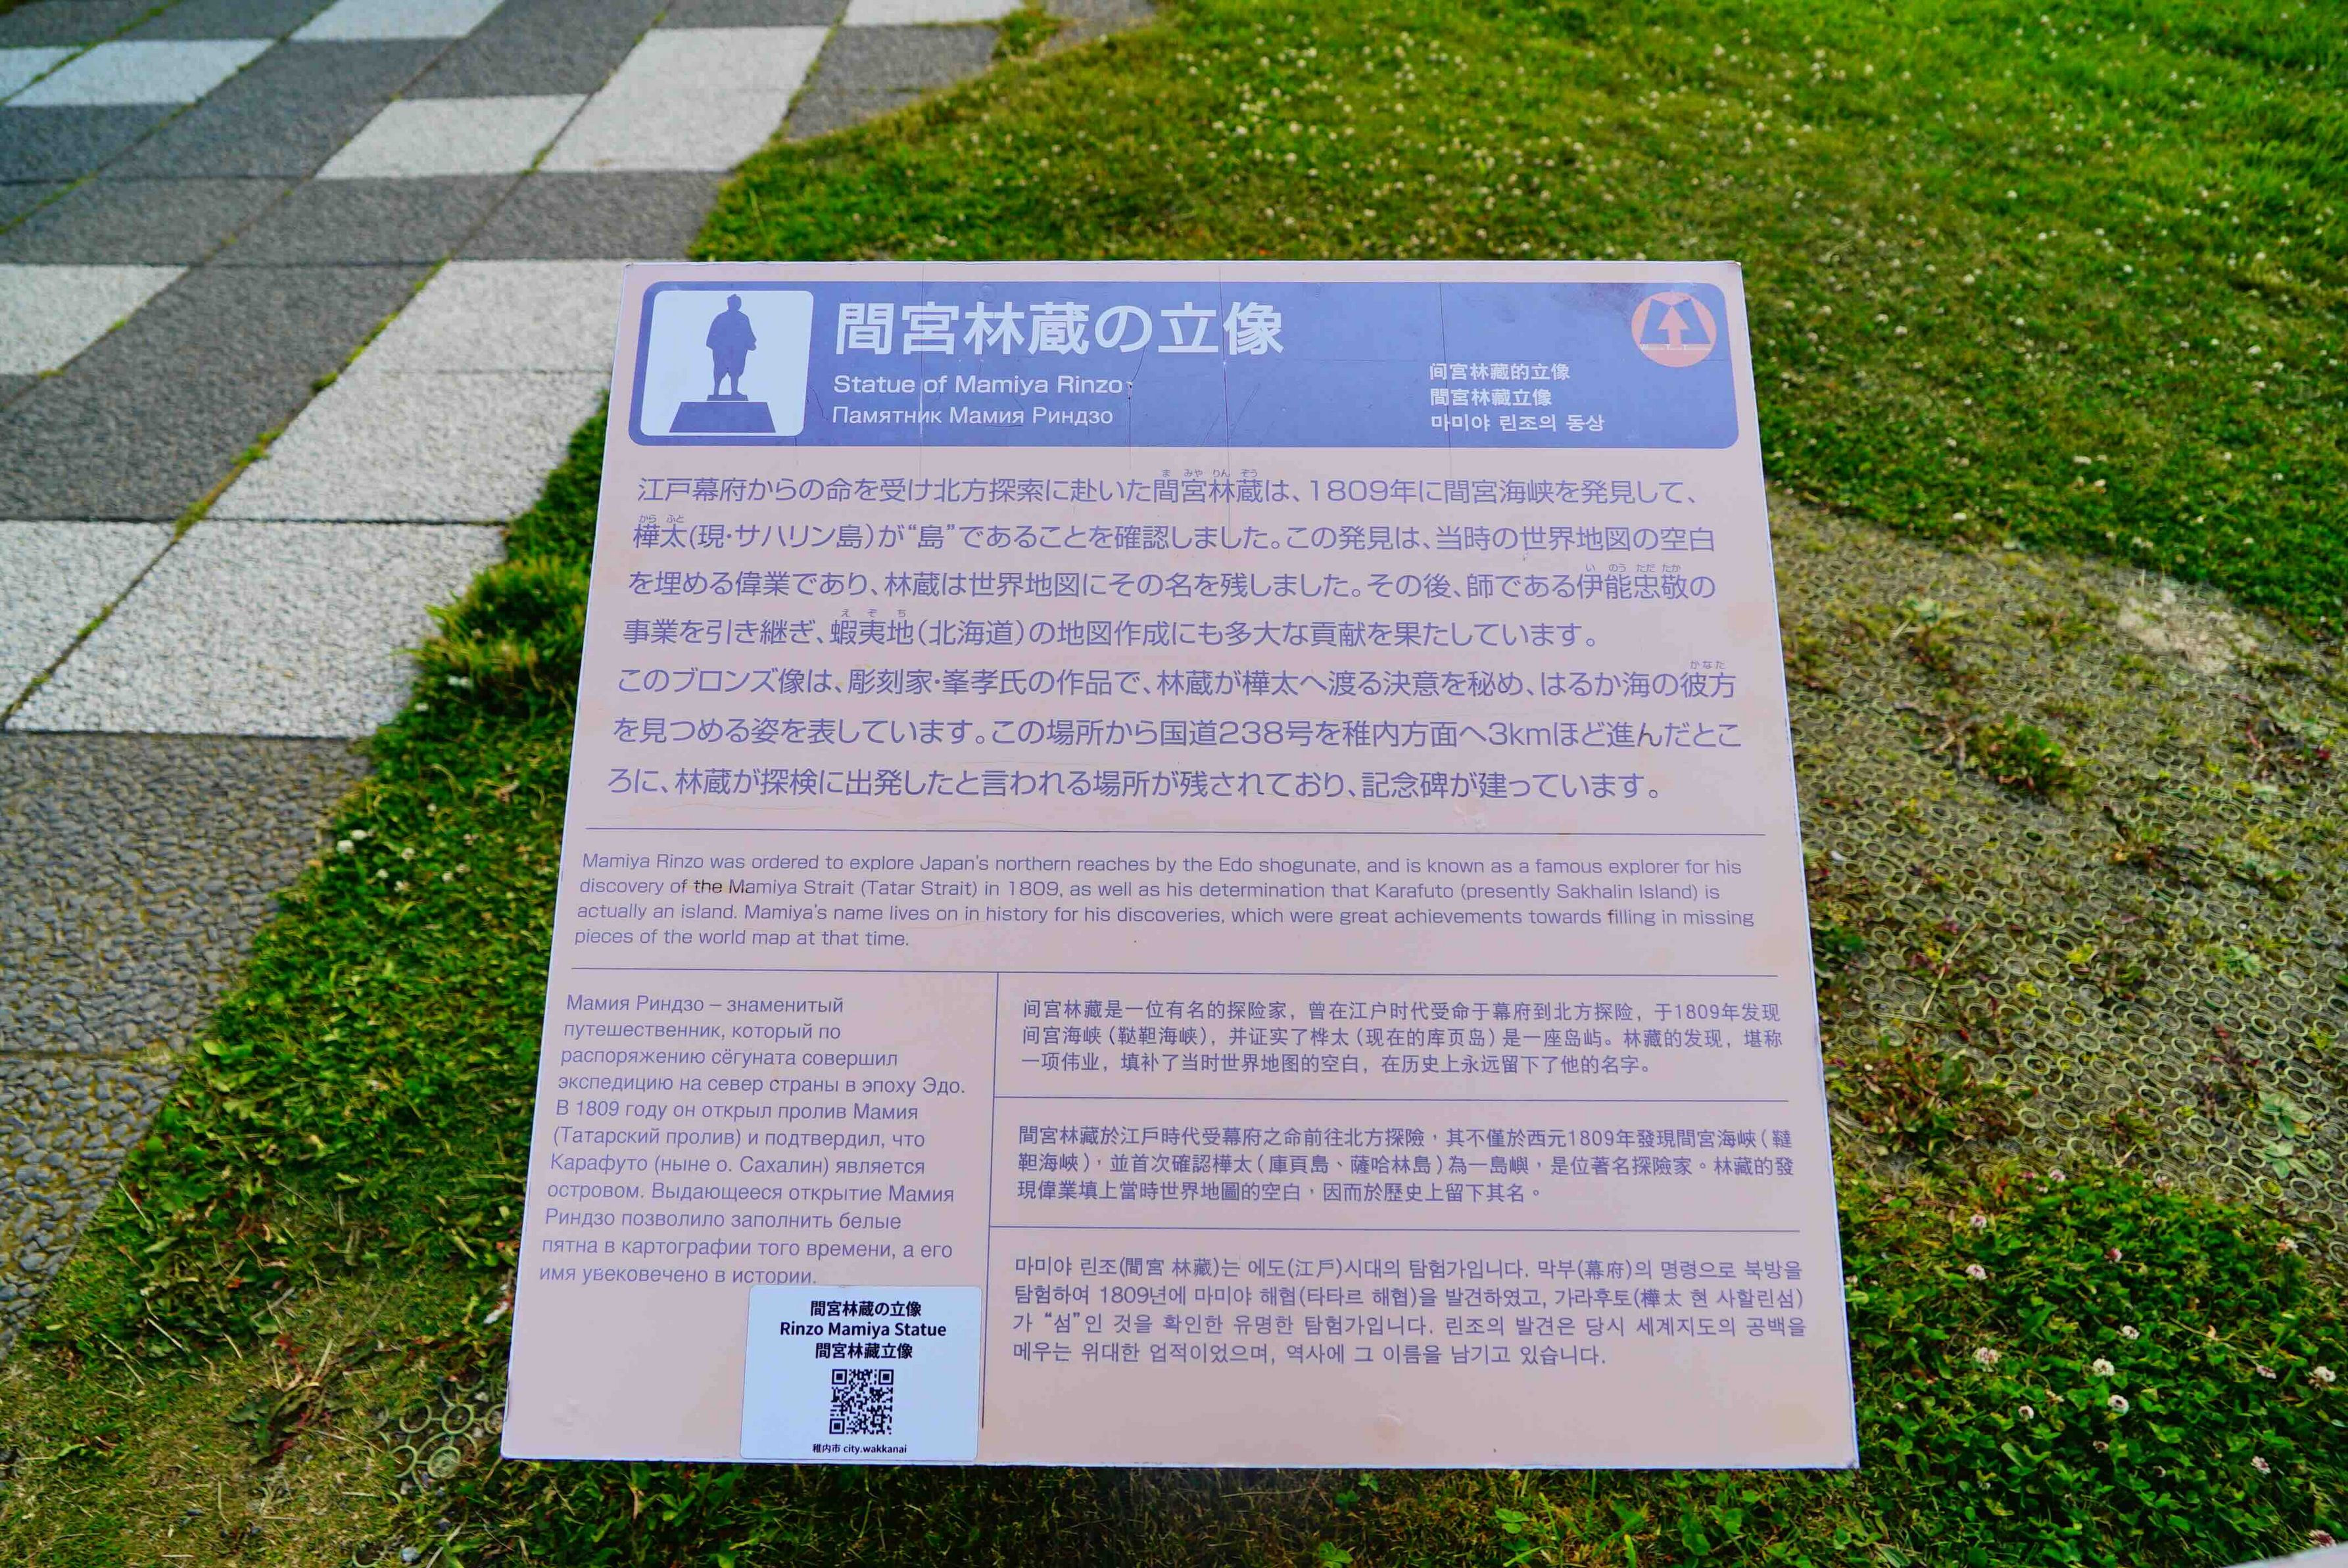 間宮林蔵の立像
Statue of Mamiya Rinzo
Памятник Мамия Риндзо
间宫林藏的立像
間宮林藏立像
마미야 린조의 동상
江戸幕府からの命を受け北方探索に赴いた間宮林蔵は、1809年に間宮海峡を発見して、
樺太(現·サハリン島)が“島”であることを確認しました。この発見は、当時の世界地図の空白
を埋める偉業であり、林蔵は世界地図にその名を残しました。その後、師である伊能忠敬の
事業を引き継ぎ、蝦夷地(北海道)の地図作成にも多大な貢献を果たしています。
このブロンズ像は、彫刻家·峯孝氏の作品で、林蔵が樺太へ渡る決意を秘め、はるか海の彼方
を見つめる姿を表しています。この場所から国道238号を稚内方面へ3kmほど進んだとこ
ろに、林蔵が探検に出発したと言われる場所が残されており、記念碑が建っています。
Mamiya Rinzo was ordered to explore Japan's northern reaches by the Edo shogunate, and is known as a famous explorer for his
discovery of the Mamiya Strait (Tatar Strait) in 1809, as well as his determination that Karafuto (presently Sakhalin Island) is
actually an island. Mamiya's name lives on in history for his discoveries, which were great achievements towards filling in missing
pieces of the world map at that time.
Мамия Риндзо – знаменитый
путешественник, который по
распоряжению сёгуната совершил
экспедицию на север страны в эпоху Эдо.
В 1809 году он открыл пролив Мамия
(Татарский пролив) и подтвердил, что
Карафуто (ныне о. Сахалин) является
островом. Выдающееся открытие Мамия
Риндзо позволило заполнить белые
пятна в картографии того времени, а его
имя увековечено в истории.
间宫林藏是一位有名的探险家，曾在江户时代受命于幕府到北方探险，于1809年发现
间宫海峡（鞑靼海峡），并证实了桦太（现在的库页岛）是一座岛屿。林藏的发现，堪称
一项伟业，填补了当时世界地图的空白，在历史上永远留下了他的名字。
間宮林藏於江戶時代受幕府之命前往北方探險，其不僅於西元1809年發現間宮海峽（韃
靼海峽），並首次確認樺太（庫頁島、薩哈林島）為一島嶼，是位著名探險家。林藏的發
現偉業填上當時世界地圖的空白，因而於歷史上留下其名。
마미야 린조(間宮 林藏)는 에도(江戶)시대의 탐험가입니다. 막부(幕府)의 명령으로 북방을
탐험하여 1809년에 마미야 해협(타타르 해협)을 발견하였고, 가라후토(樺太 현 사할린섬)
가 “섬”인 것을 확인한 유명한 탐험가입니다. 린조의 발견은 당시 세계지도의 공백을
메우는 위대한 업적이었으며, 역사에 그 이름을 남기고 있습니다.
間宮林蔵の立像
Rinzo Mamiya Statue
間宮林藏立像
稚内市 city.wakkanai